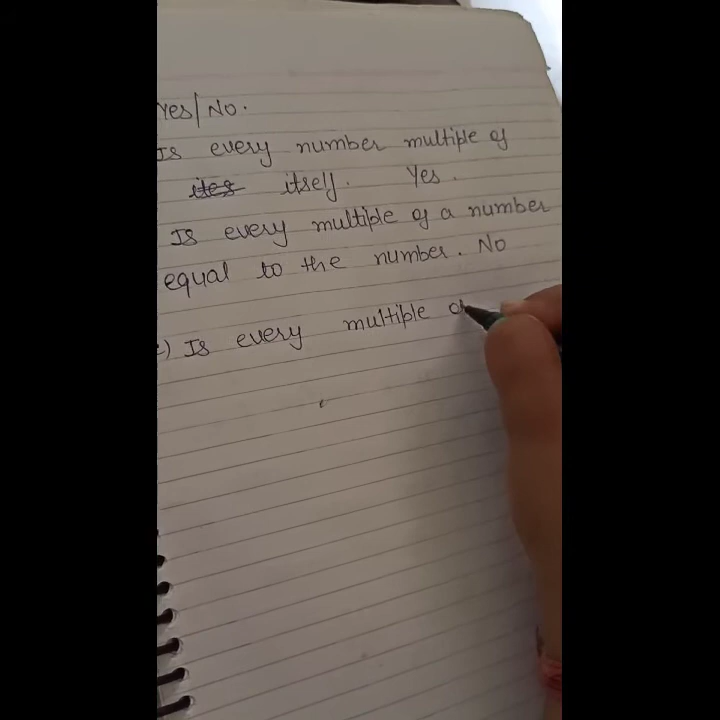 Yes/No.
Is every number multiple of
itself. Yes.
Is every multiple of a number
equal to the number. No
c) Is every multiple of